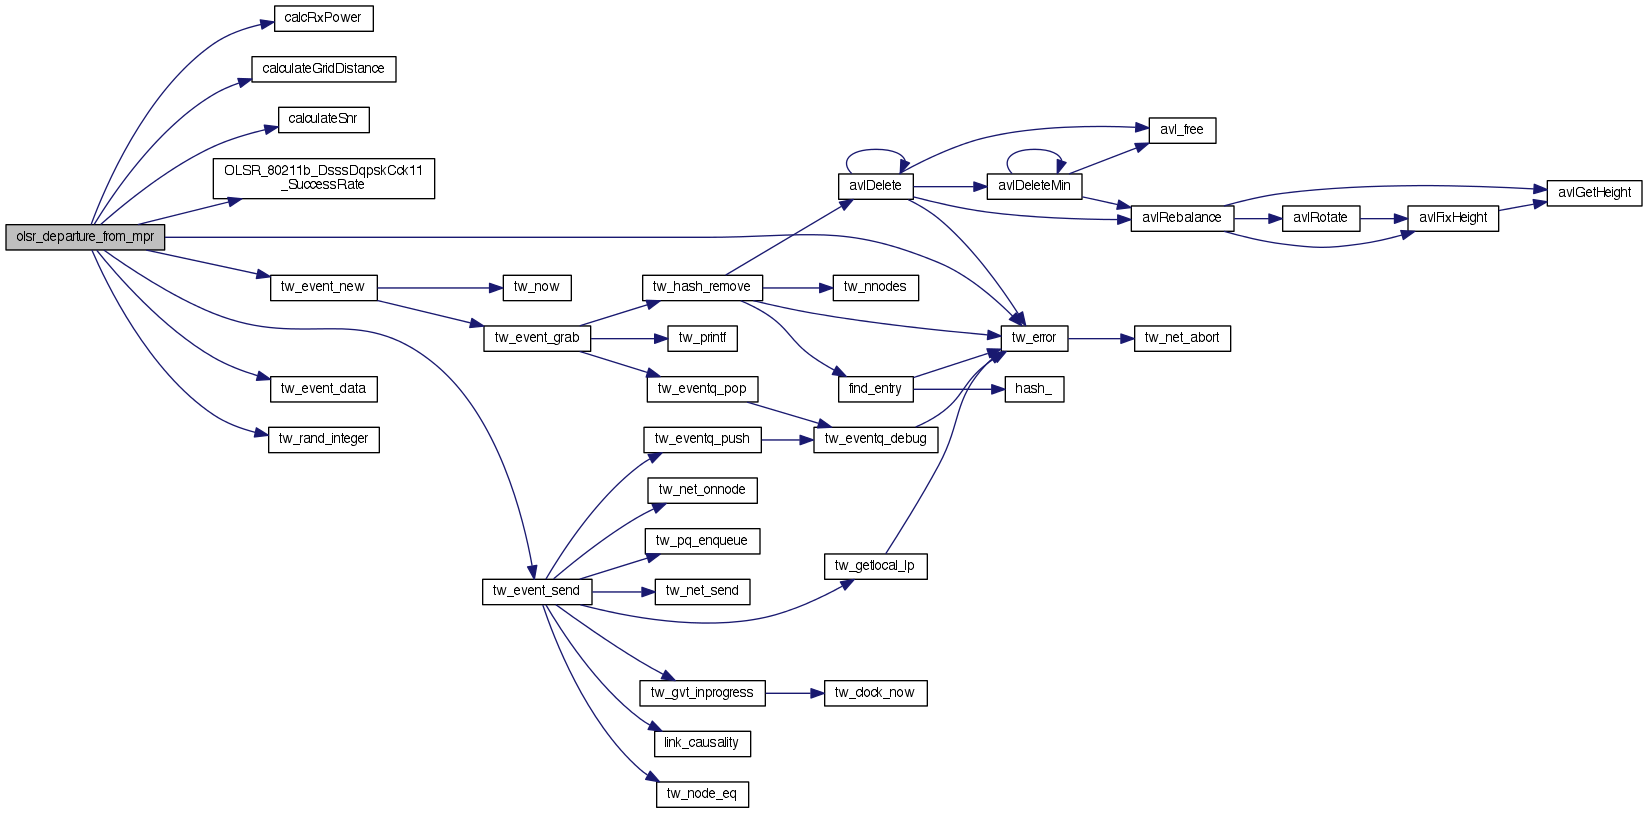 calcRxPower
calculateGridDistance
calculateSnr
OLSR_80211b_DsssDqpskCck11
_SuccessRate
olsr_departure_from_mpr
tw_event_new
tw_event_data
tw_rand_integer
tw_now
tw_event_grab
tw_event_send
tw_hash_remove
tw_printf
tw_eventq_pop
tw_eventq_push
tw_net_onnode
tw_pq_enqueue
tw_net_send
tw_gvt_inprogress
link_causality
tw_node_eq
avlDelete
tw_nnodes
find_entry
tw_eventq_debug
tw_getlocal_lp
tw_clock_now
avlDeleteMin
tw_error
hash_
avl_free
avlRebalance
tw_net_abort
avlRotate
avlFixHeight
avlGetHeight